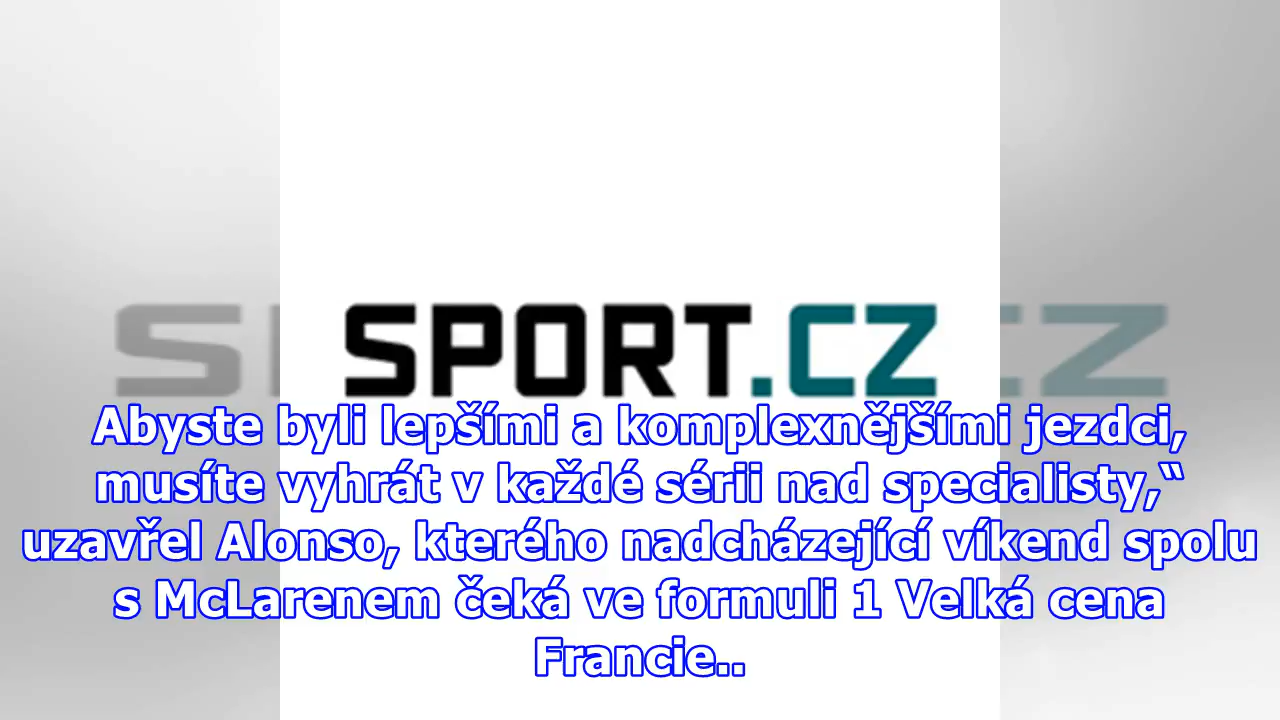 SPORT.CZ
Abyste byli lepšími a komplexnějšími jezdci,
musíte vyhrát v každé sérii nad specialisty,“
uzavřel Alonso, kterého nadcházející víkend spolu
s McLarenem čeká ve formuli 1 Velká cena
Francie..